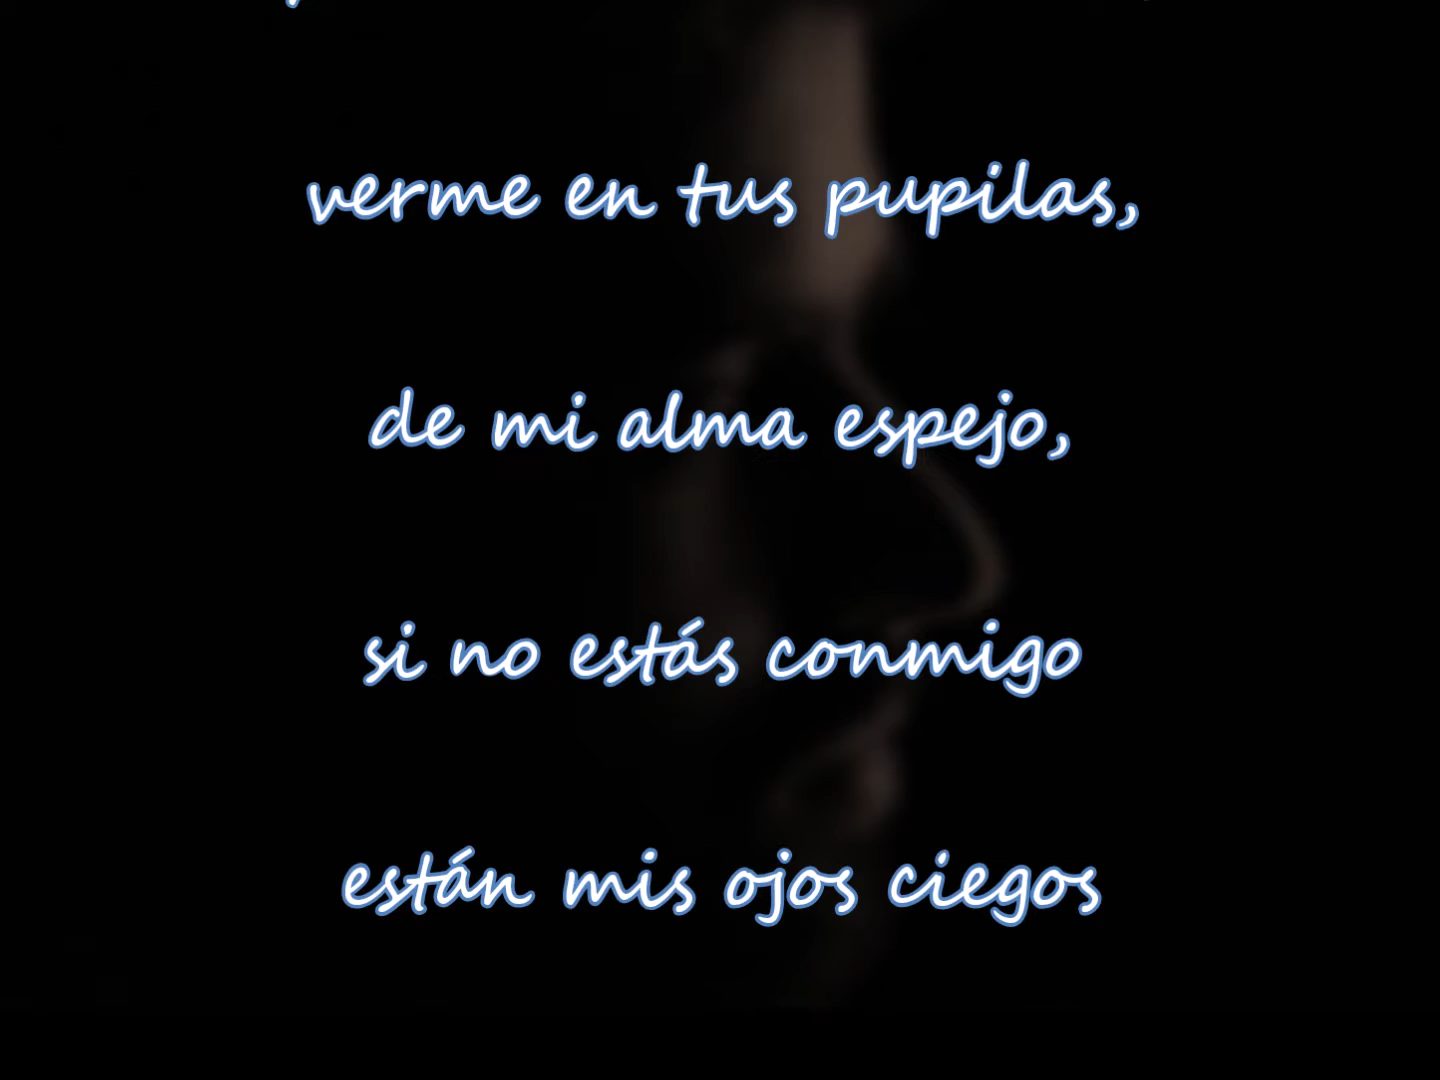 verme en tus pupilas,
de mi alma espejo,
si no estás conmigo
están mis ojos ciegos